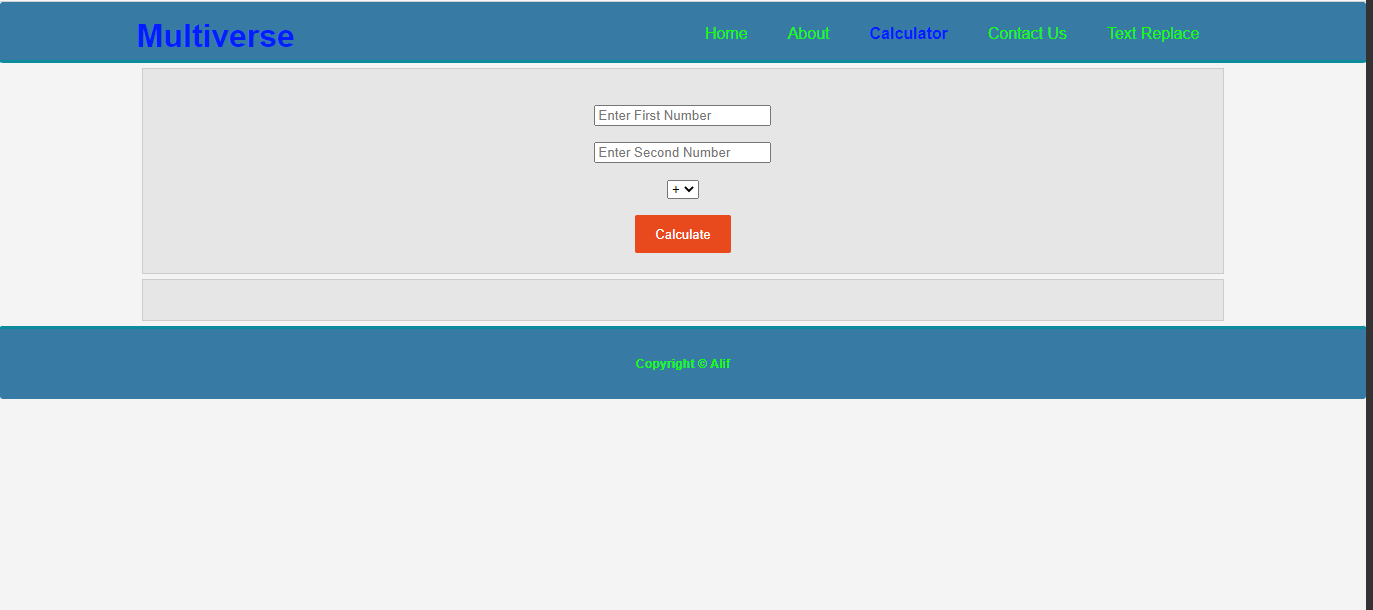 Multiverse Home About Calculator Contact Us Text Replace
Enter First Number
Enter Second Number
+
Calculate
Copyright © Alif